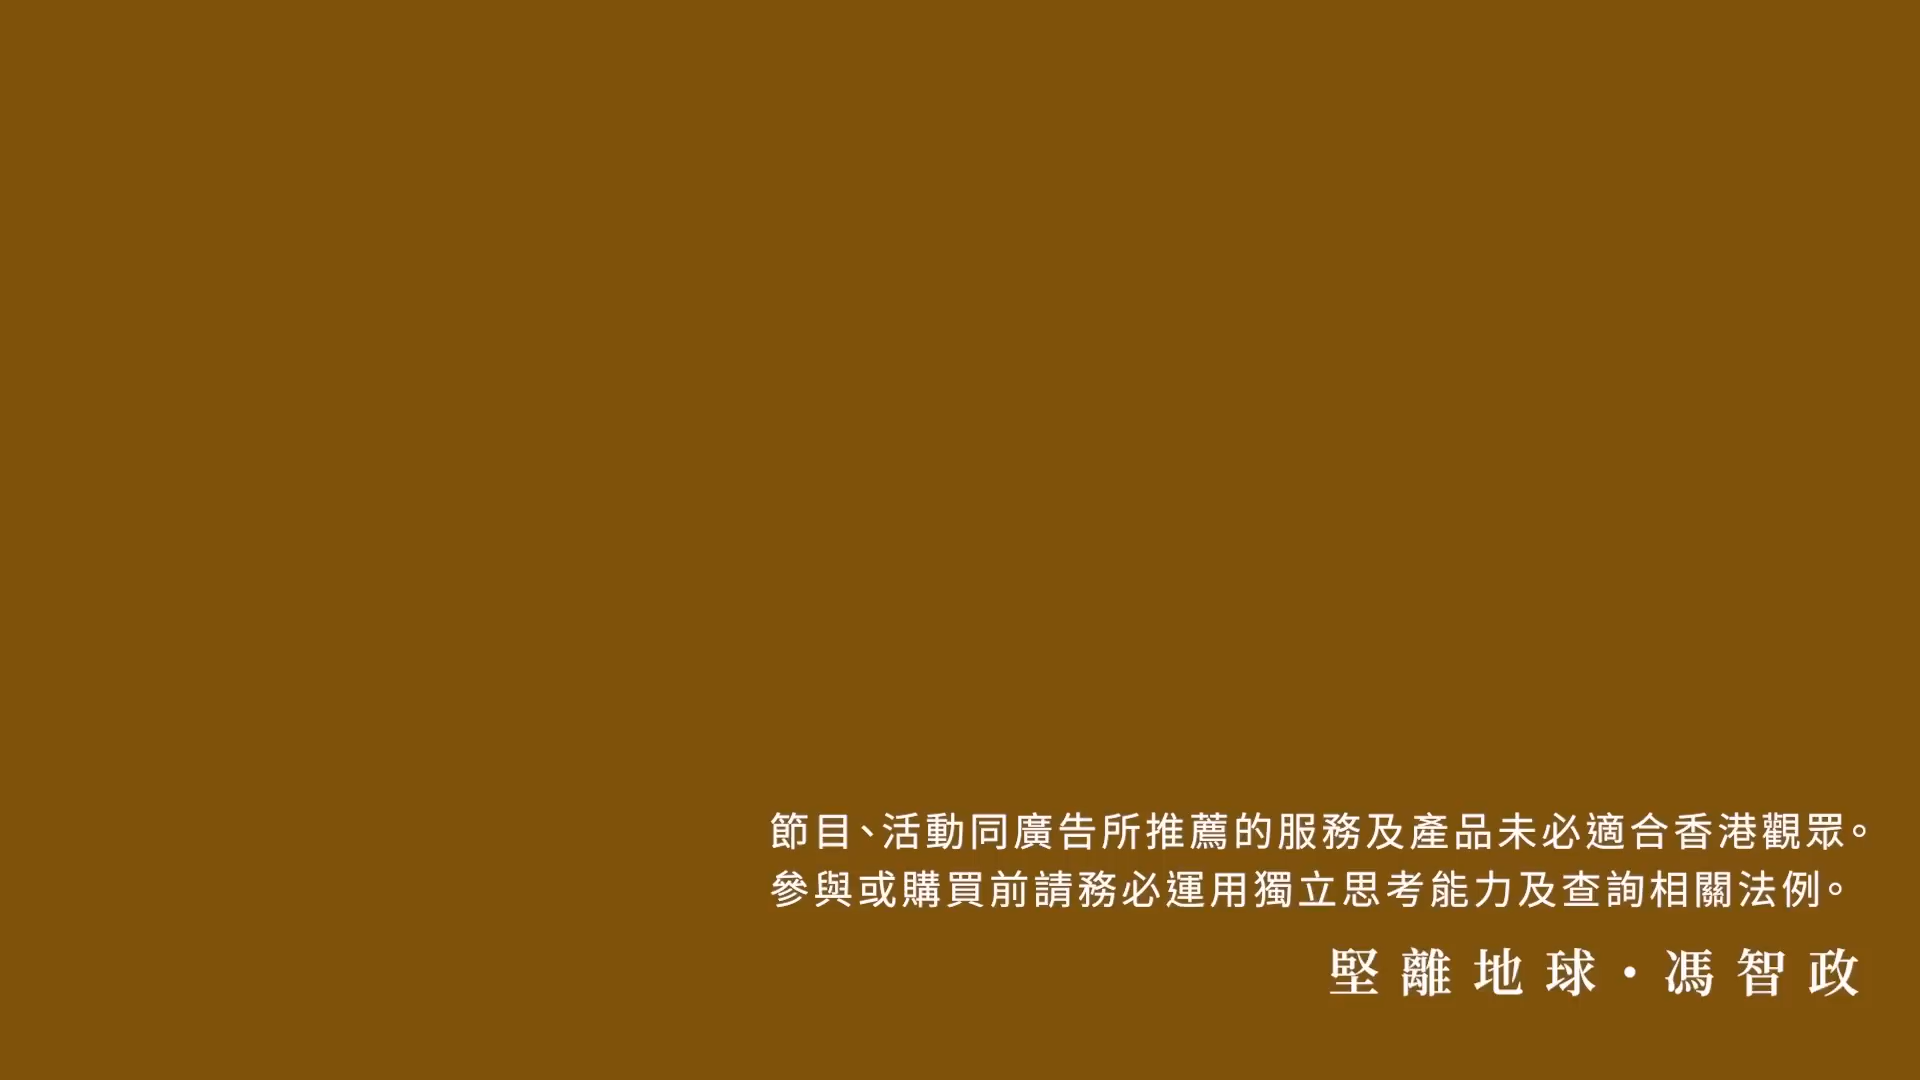 節目、活動同廣告所推薦的服務及產品未必適合香港觀眾。
參與或購買前請務必運用獨立思考能力及查詢相關法例。
堅離地球·馮智政